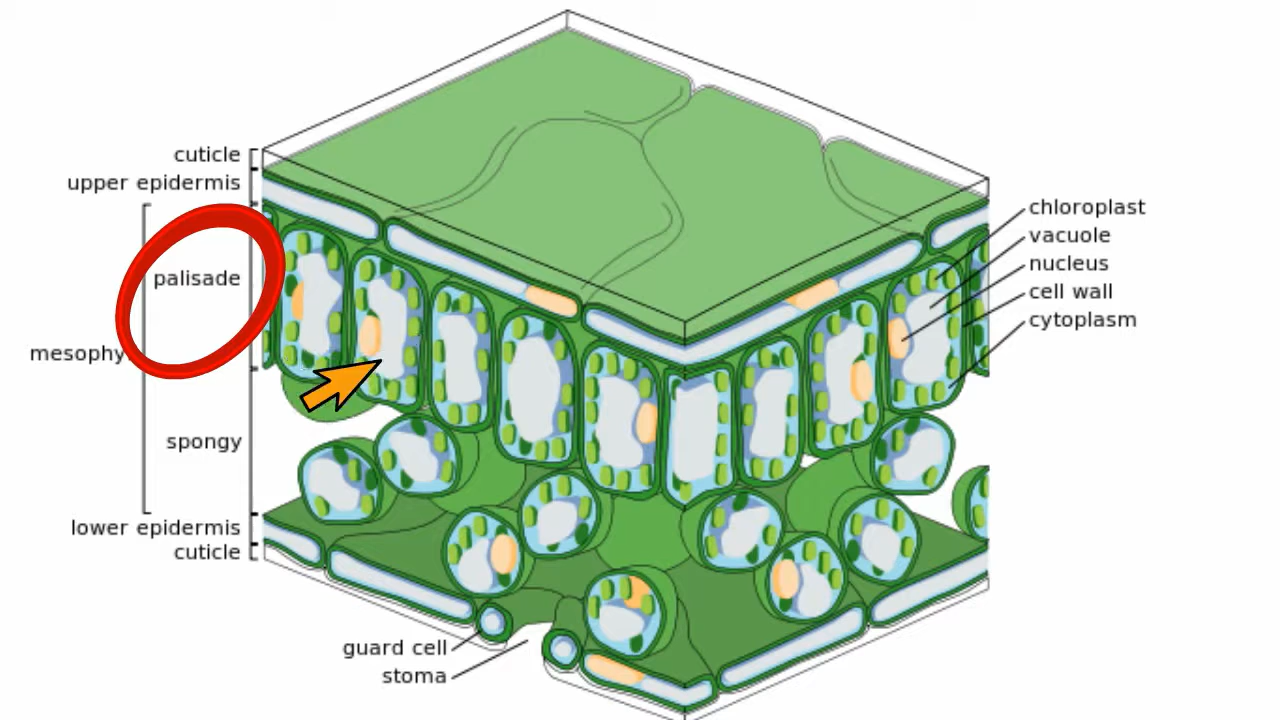 cuticle
upper epidermis
palisade
mesophy
spongy
lower epidermis
cuticle
guard cell
stoma
chloroplast
vacuole
nucleus
cell wall
cytoplasm